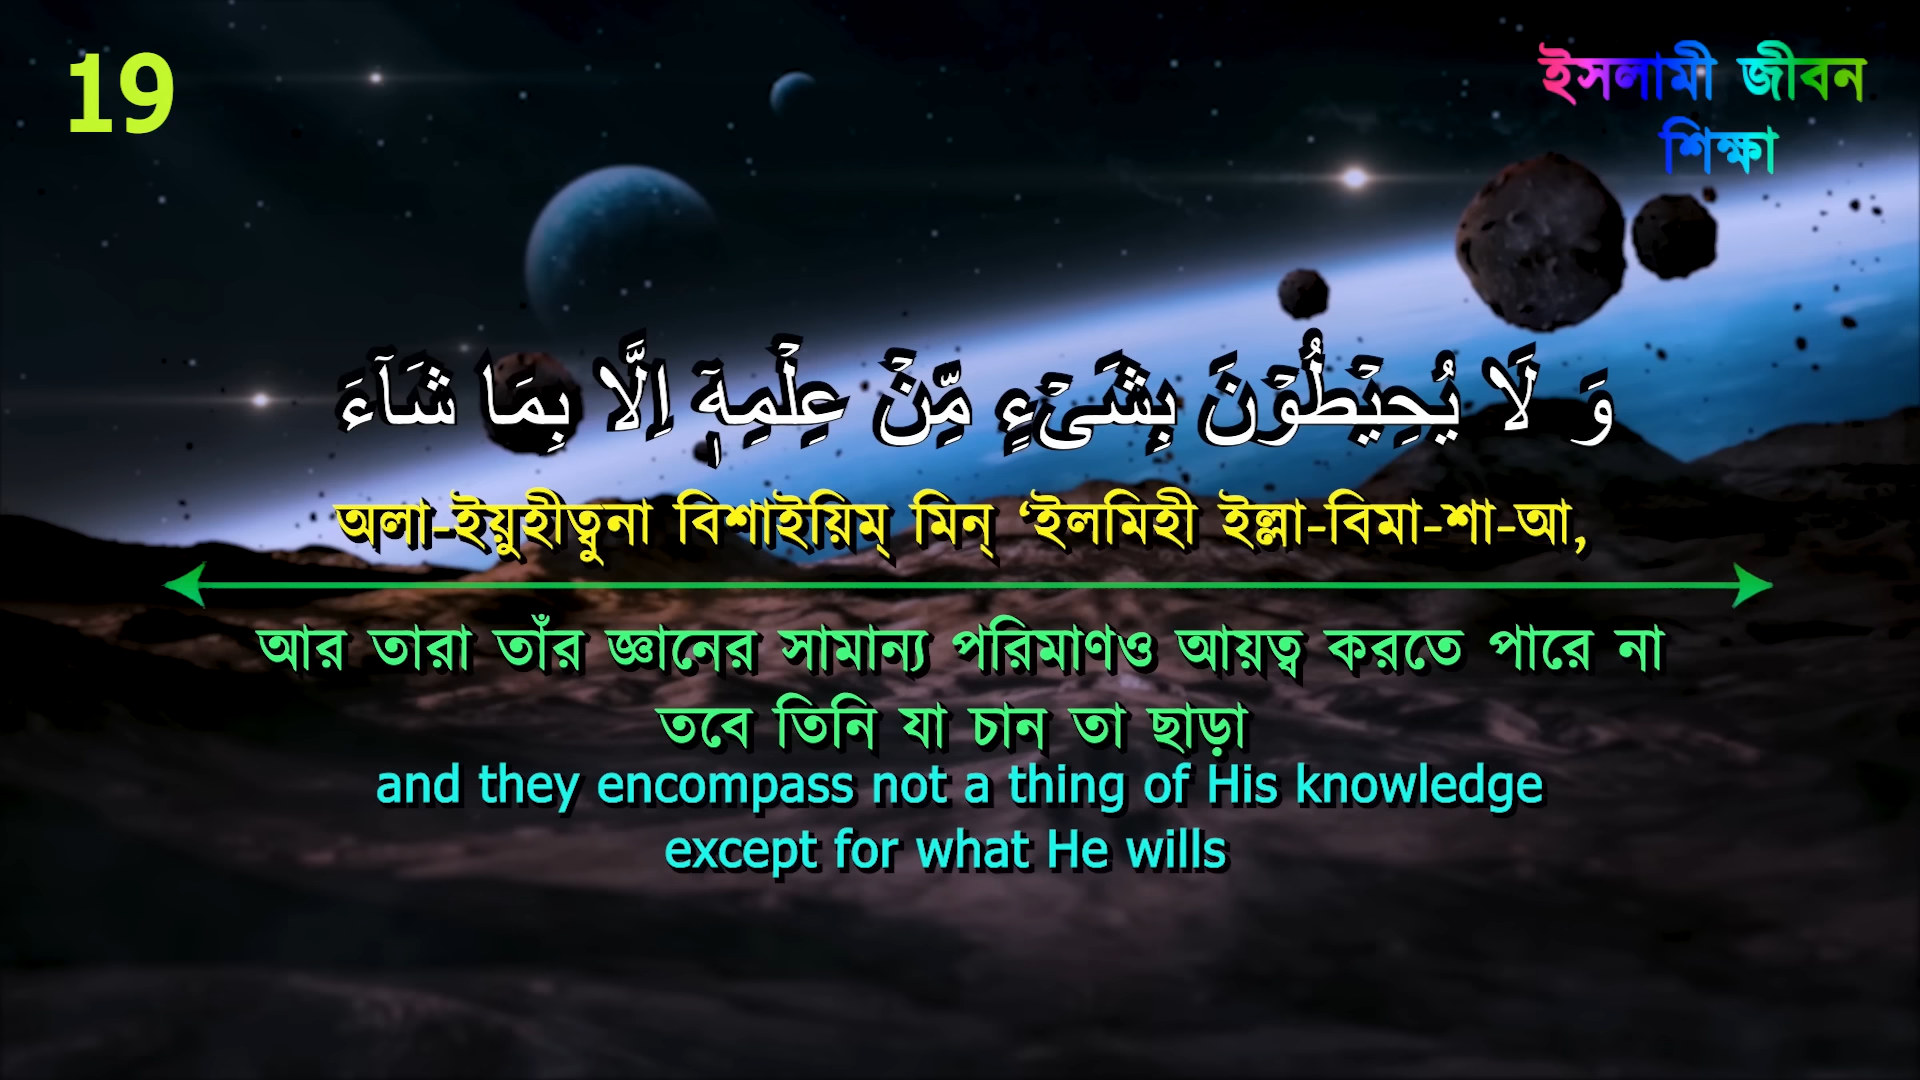 19
ইসলামী জীবন
শিক্ষা
وَ لَا يُحِيْطُوْنَ بِشَیْءٍ مِّنْ عِلْمِهٖۤ اِلَّا بِمَا شَآءَ
অলা-ইয়ুহীত্বুনা বিশাইয়িম্ মিন্ ‘ইলমিহী ইল্লা-বিমা-শা-আ,
আর তারা তাঁর জ্ঞানের সামান্য পরিমাণও আয়ত্ব করতে পারে না
তবে তিনি যা চান তা ছাড়া
and they encompass not a thing of His knowledge
except for what He wills